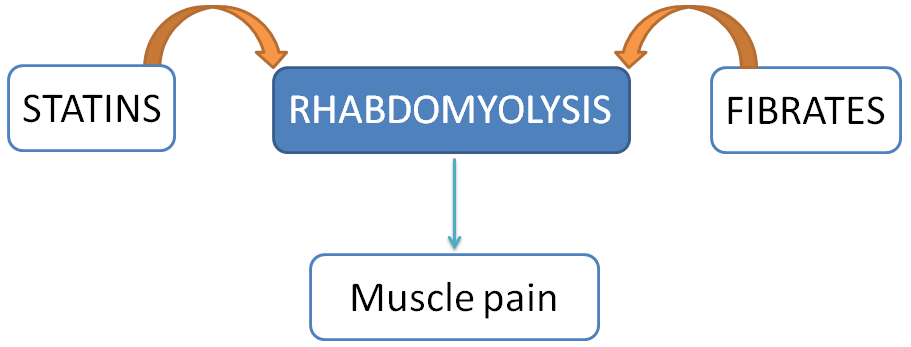 STATINS
RHABDOMYOLYSIS
FIBRATES
Muscle pain